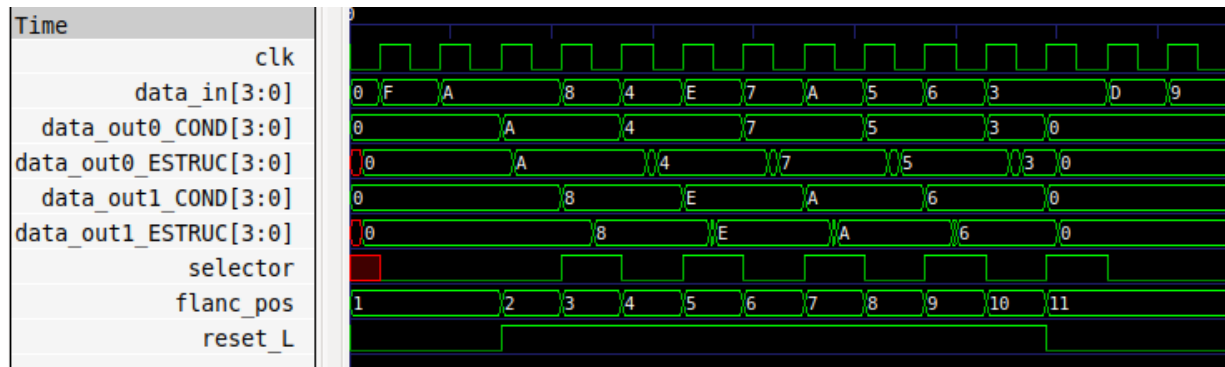 Time
clk
data_in[3:0] 0 F A 8 4 E 7 A 5 6 3 D 9
data_out0_COND[3:0] 0 A 4 7 5 3 0
data_out0_ESTRUC[3:0] 0 A 4 7 5 3 0
data_out1_COND[3:0] 0 8 E A 6 0
data_out1_ESTRUC[3:0] 0 8 E A 6 0
selector
flanc_pos 1 2 3 4 5 6 7 8 9 10 11
reset_L